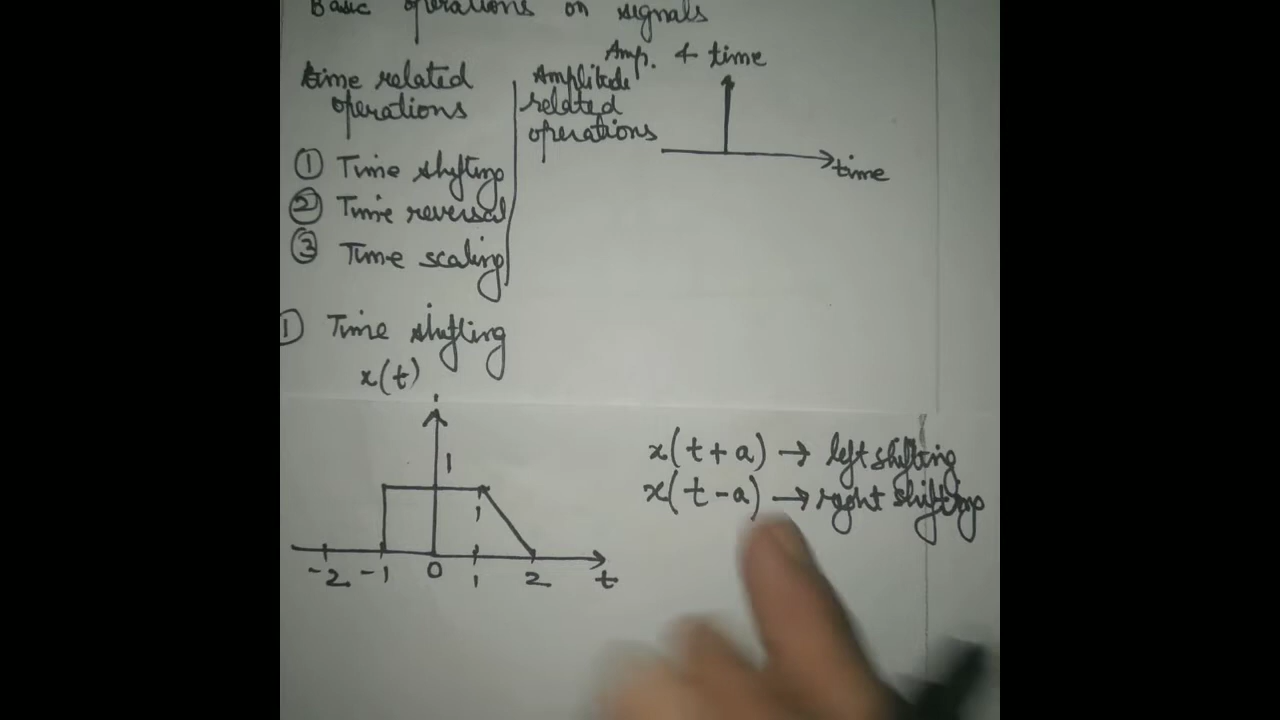 Basic operations on signals
Amp. & time
time related
operations
Amplitude
related
operations
time
① Time shifting
② Time reversal
③ Time scaling
① Time shifting
x(t)
1
1
-2 -1 0 1 2 t
x(t+a) → left shifting
x(t-a) → right shifting